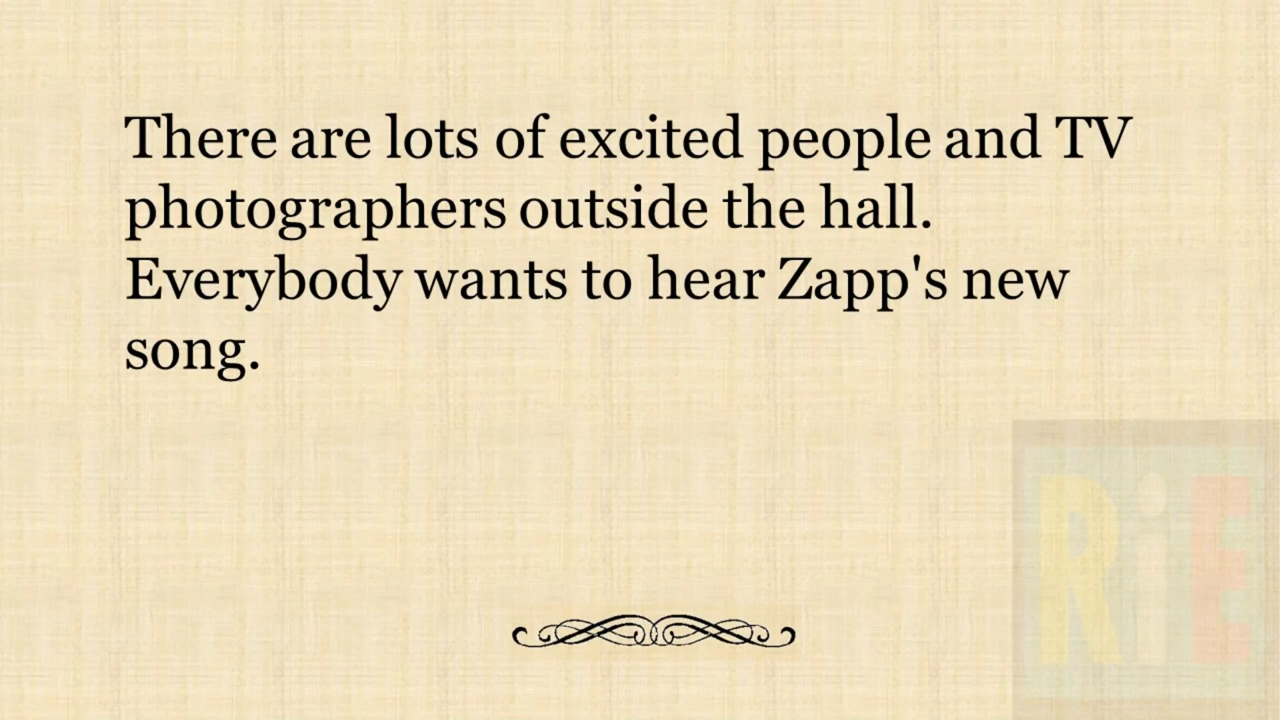 There are lots of excited people and TV
photographers outside the hall.
Everybody wants to hear Zapp's new
song.
RiE